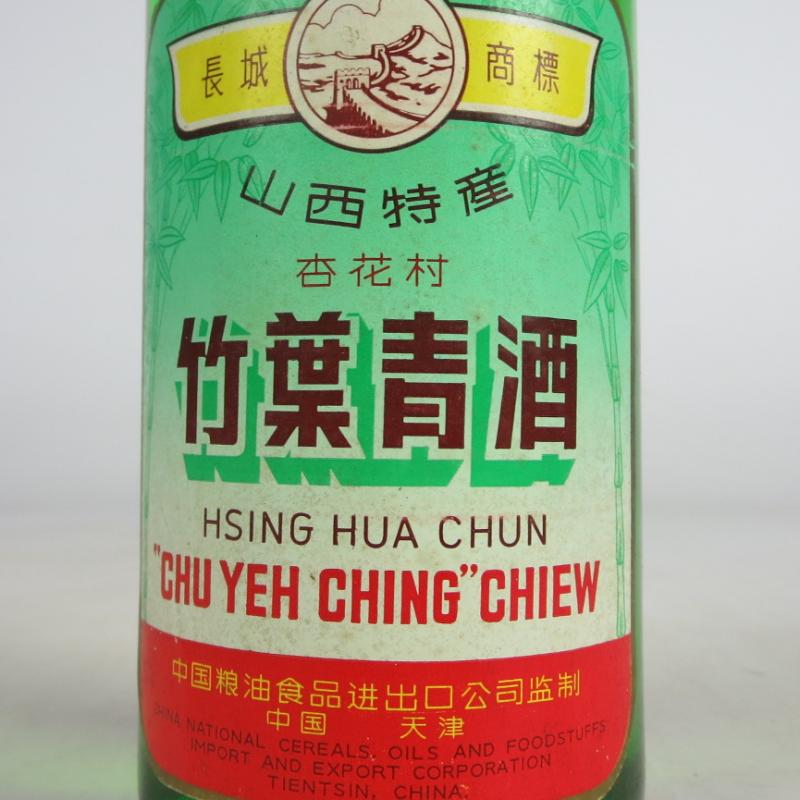 長城 商標
山西特產
杏花村
竹葉青酒
HSING HUA CHUN
"CHU YEH CHING" CHIEW
中国粮油食品进出口公司监制
中国 天津
CHINA NATIONAL CEREALS, OILS AND FOODSTUFFS
IMPORT AND EXPORT CORPORATION
TIENTSIN, CHINA.